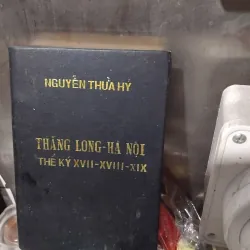 NGUYỄN THỪA HỶ
THĂNG LONG-HÀ NỘI
THẾ KỶ XVII-XVIII-XIX